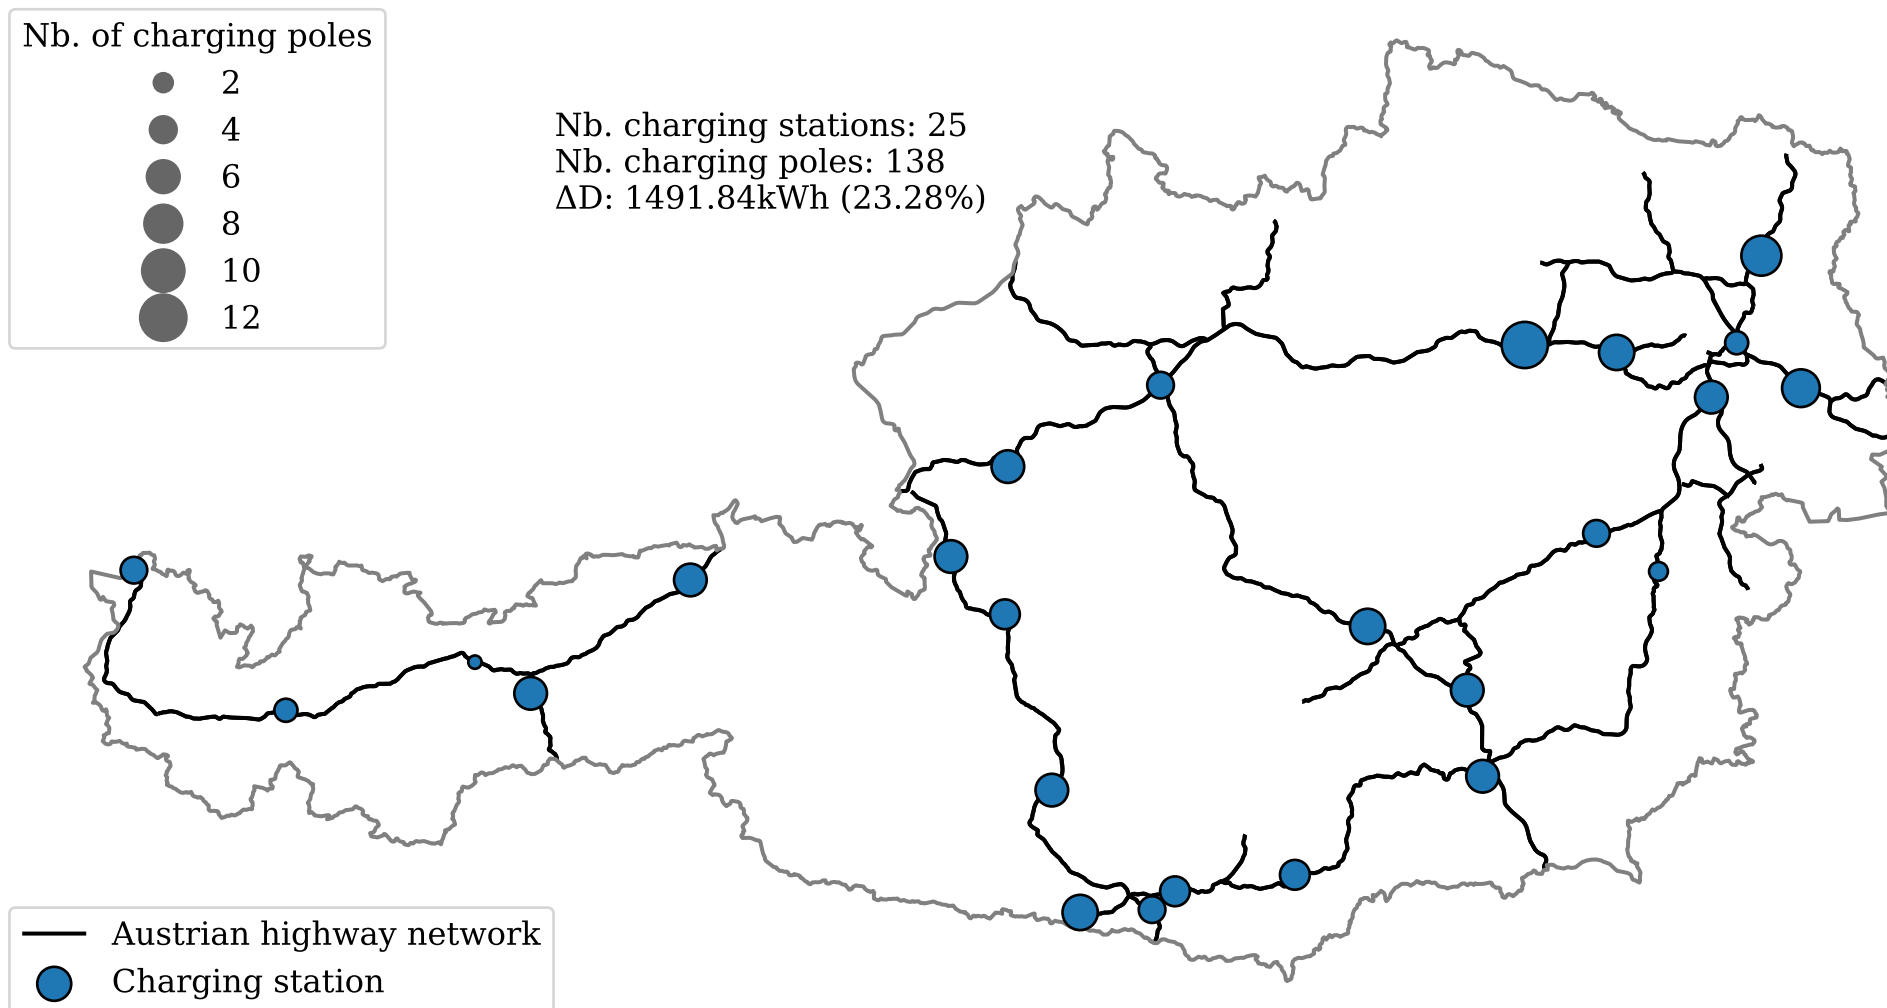 Nb. of charging poles
2
4
6
8
10
12
Nb. charging stations: 25
Nb. charging poles: 138
ΔD: 1491.84kWh (23.28%)
Austrian highway network
Charging station